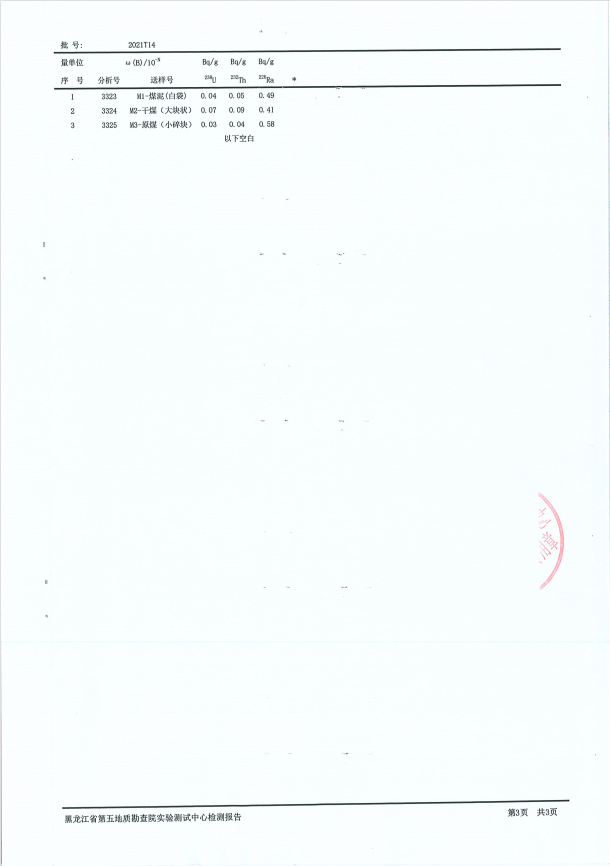 批 号: 2021T14
量单位 ω(B)/10⁻⁸ Bq/g Bq/g Bq/g
序 号 分析号 送样号 ²³⁸U ²³²Th ²²⁶Ra *
1 3323 M1-煤泥(白袋) 0.04 0.05 0.49
2 3324 M2-干煤（大块状） 0.07 0.09 0.41
3 3325 M3-原煤（小碎块） 0.03 0.04 0.58
以下空白
黑龙江省第五地质勘查院实验测试中心检测报告 第3页 共3页